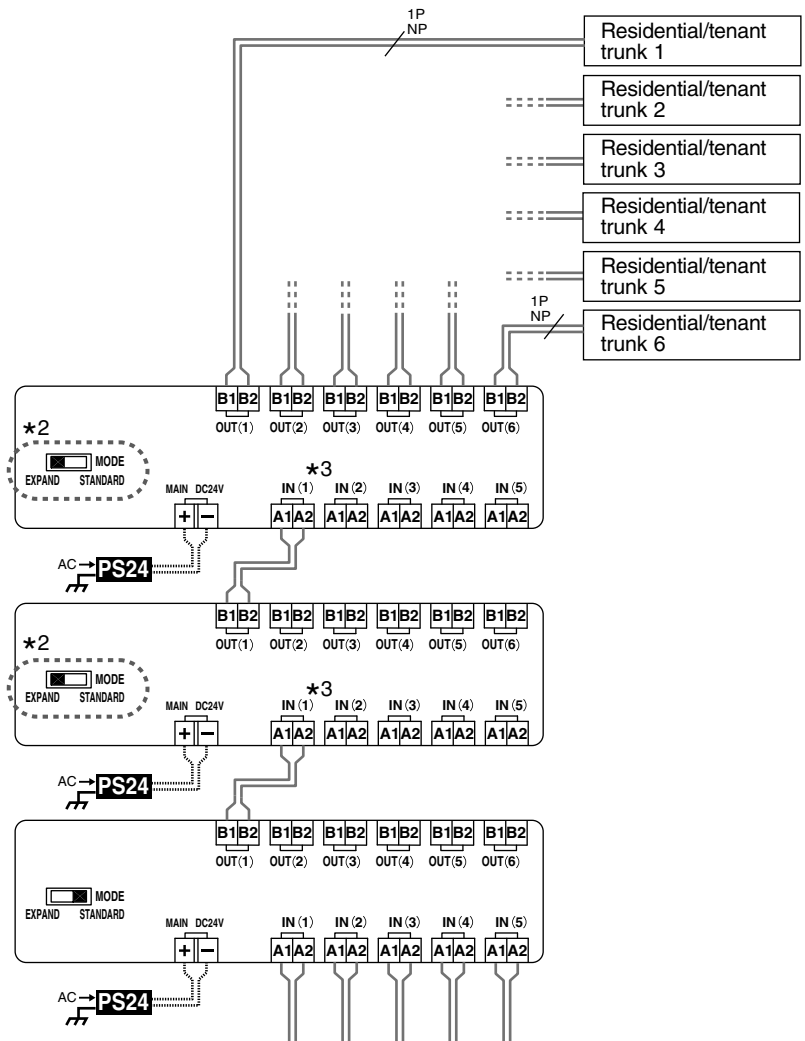 1P
NP
Residential/tenant
trunk 1
Residential/tenant
trunk 2
Residential/tenant
trunk 3
Residential/tenant
trunk 4
Residential/tenant
trunk 5
1P
NP
Residential/tenant
trunk 6
B1 B2 B1 B2 B1 B2 B1 B2 B1 B2 B1 B2
OUT(1) OUT(2) OUT(3) OUT(4) OUT(5) OUT(6)
★2
MODE
EXPAND STANDARD
★3
MAIN DC24V IN(1) IN(2) IN(3) IN(4) IN(5)
+ − A1 A2 A1 A2 A1 A2 A1 A2 A1 A2
AC→ PS24
B1 B2 B1 B2 B1 B2 B1 B2 B1 B2 B1 B2
OUT(1) OUT(2) OUT(3) OUT(4) OUT(5) OUT(6)
★2
MODE
EXPAND STANDARD
★3
MAIN DC24V IN(1) IN(2) IN(3) IN(4) IN(5)
+ − A1 A2 A1 A2 A1 A2 A1 A2 A1 A2
AC→ PS24
B1 B2 B1 B2 B1 B2 B1 B2 B1 B2 B1 B2
OUT(1) OUT(2) OUT(3) OUT(4) OUT(5) OUT(6)
MODE
EXPAND STANDARD
MAIN DC24V IN(1) IN(2) IN(3) IN(4) IN(5)
+ − A1 A2 A1 A2 A1 A2 A1 A2 A1 A2
AC→ PS24